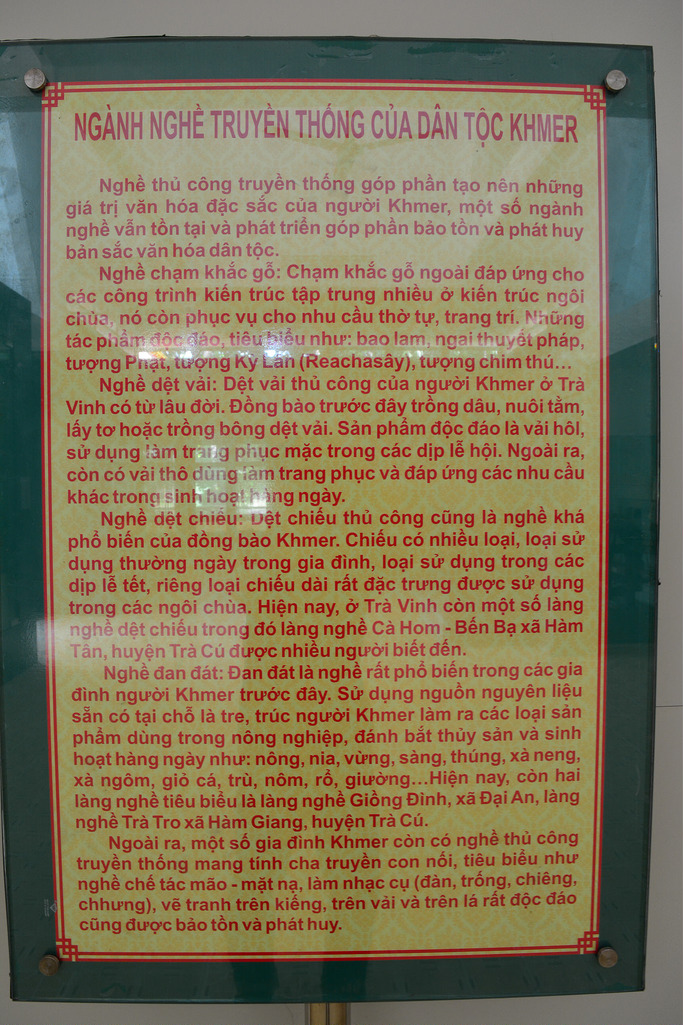 NGÀNH NGHỀ TRUYỀN THỐNG CỦA DÂN TỘC KHMER
Nghề thủ công truyền thống góp phần tạo nên những
giá trị văn hóa đặc sắc của người Khmer, một số ngành
nghề vẫn tồn tại và phát triển góp phần bảo tồn và phát huy
bản sắc văn hóa dân tộc.
Nghề chạm khắc gỗ: Chạm khắc gỗ ngoài đáp ứng cho
các công trình kiến trúc tập trung nhiều ở kiến trúc ngôi
chùa, nó còn phục vụ cho nhu cầu thờ tự, trang trí. Những
tác phẩm độc đáo, tiêu biểu như: bao lam, ngai thuyết pháp,
tượng Phật, tượng Kỳ Lân (Reachasây), tượng chim thú...
Nghề dệt vải: Dệt vải thủ công của người Khmer ở Trà
Vinh có từ lâu đời. Đồng bào trước đây trồng dâu, nuôi tằm,
lấy tơ hoặc trồng bông dệt vải. Sản phẩm độc đáo là vải hôl,
sử dụng làm trang phục mặc trong các dịp lễ hội. Ngoài ra,
còn có vải thô dùng làm trang phục và đáp ứng các nhu cầu
khác trong sinh hoạt hàng ngày.
Nghề dệt chiếu: Dệt chiếu thủ công cũng là nghề khá
phổ biến của đồng bào Khmer. Chiếu có nhiều loại, loại sử
dụng thường ngày trong gia đình, loại sử dụng trong các
dịp lễ tết, riêng loại chiếu dài rất đặc trưng được sử dụng
trong các ngôi chùa. Hiện nay, ở Trà Vinh còn một số làng
nghề dệt chiếu trong đó làng nghề Cà Hom - Bến Bạ xã Hàm
Tân, huyện Trà Cú được nhiều người biết đến.
Nghề đan đát: Đan đát là nghề rất phổ biến trong các gia
đình người Khmer trước đây. Sử dụng nguồn nguyên liệu
sẵn có tại chỗ là tre, trúc người Khmer làm ra các loại sản
phẩm dùng trong nông nghiệp, đánh bắt thủy sản và sinh
hoạt hàng ngày như: nông, nia, vừng, sàng, thúng, xà neng,
xà ngôm, giỏ cá, trù, nôm, rổ, giường...Hiện nay, còn hai
làng nghề tiêu biểu là làng nghề Giồng Đình, xã Đại An, làng
nghề Trà Tro xã Hàm Giang, huyện Trà Cú.
Ngoài ra, một số gia đình Khmer còn có nghề thủ công
truyền thống mang tính cha truyền con nối, tiêu biểu như
nghề chế tác mão - mặt nạ, làm nhạc cụ (đàn, trống, chiêng,
chhưng), vẽ tranh trên kiếng, trên vải và trên lá rất độc đáo
cũng được bảo tồn và phát huy.